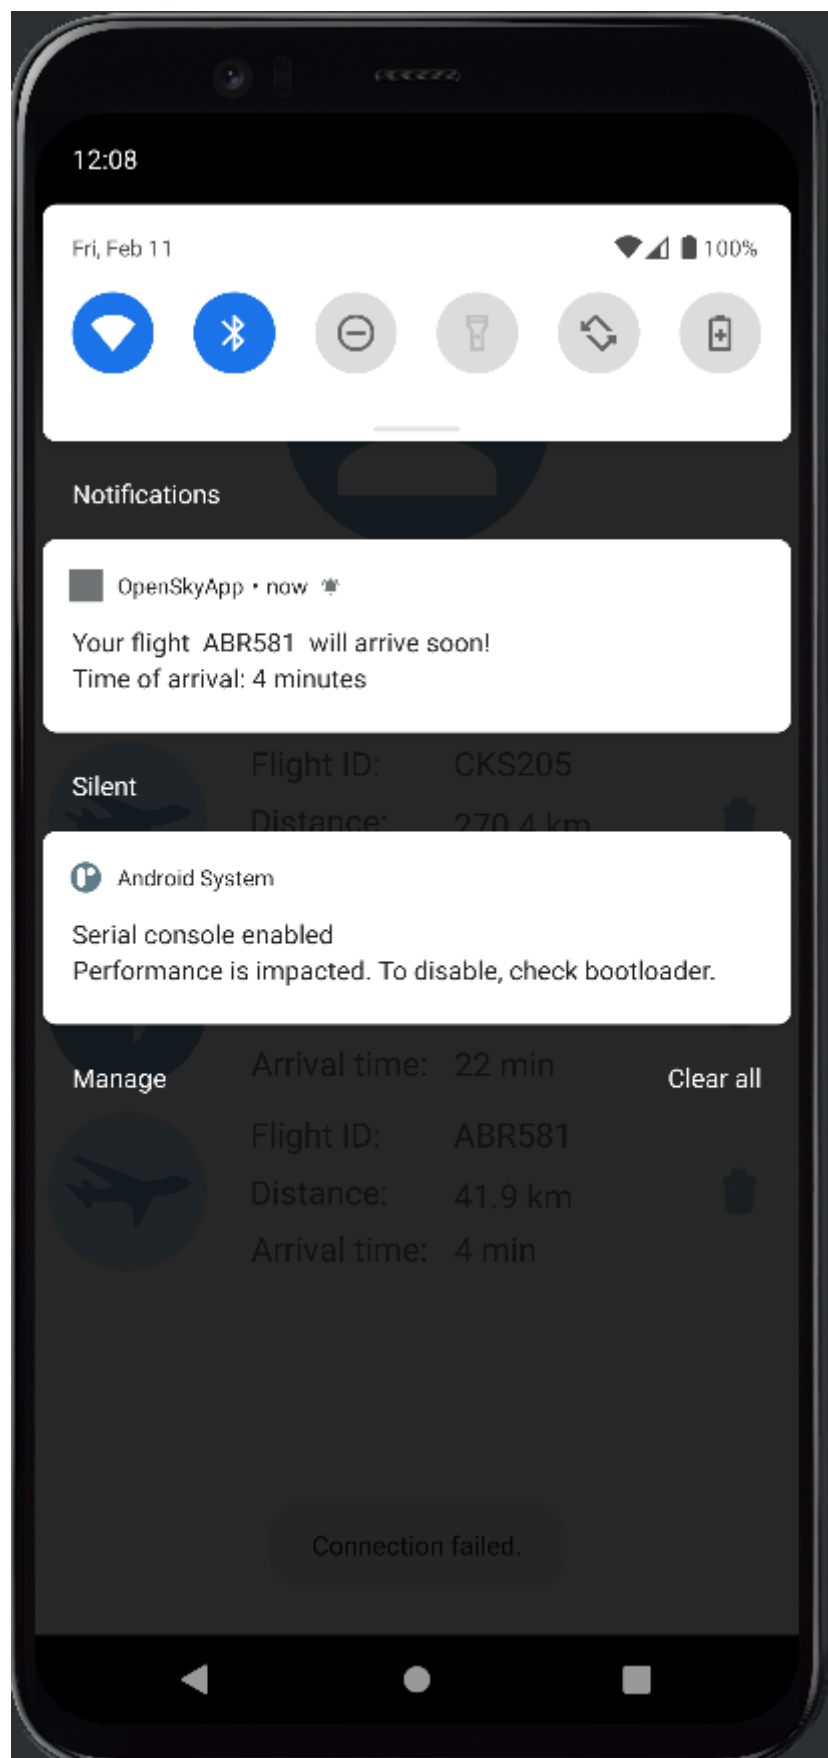 12:08
Fri, Feb 11
100%
Notifications
OpenSkyApp • now
Your flight ABR581 will arrive soon!
Time of arrival: 4 minutes
Flight ID: CKS205
Silent
Distance: 270.4 km
Android System
Serial console enabled
Performance is impacted. To disable, check bootloader.
Arrival time: 22 min
Manage
Clear all
Flight ID: ABR581
Distance: 41.9 km
Arrival time: 4 min
Connection failed.